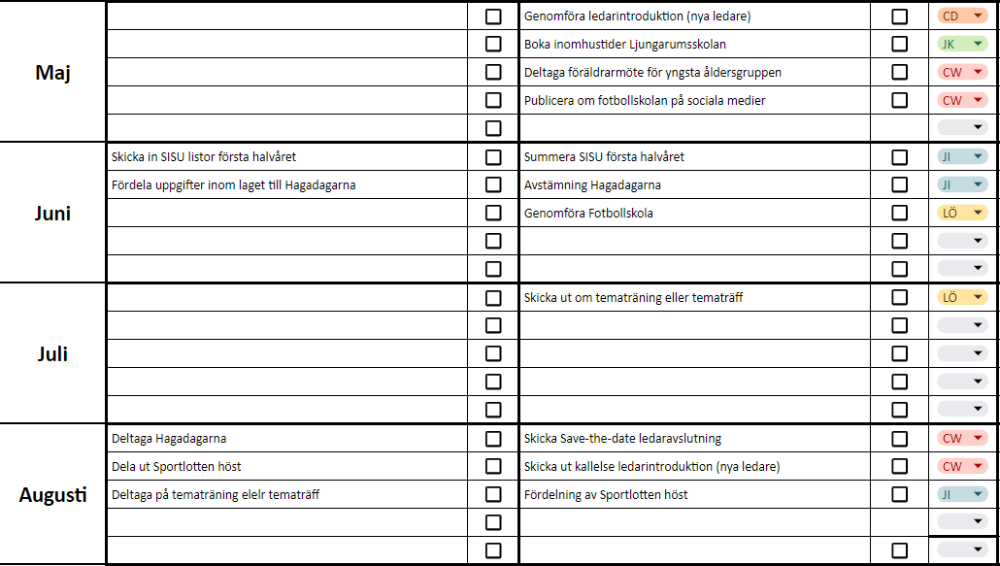 Maj
Genomföra ledarintroduktion (nya ledare) CD
Boka inomhustider Ljungarumsskolan JK
Deltaga föräldrarmöte för yngsta åldersgruppen CW
Publicera om fotbollskolan på sociala medier CW
Juni
Skicka in SISU listor första halvåret Summera SISU första halvåret JI
Fördela uppgifter inom laget till Hagadagarna Avstämning Hagadagarna JI
Genomföra Fotbollskola LÖ
Juli
Skicka ut om tematräning eller tematräff LÖ
Augusti
Deltaga Hagadagarna Skicka Save-the-date ledaravslutning CW
Dela ut Sportlotten höst Skicka ut kallelse ledarintroduktion (nya ledare) CW
Deltaga på tematräning elelr tematräff Fördelning av Sportlotten höst JI